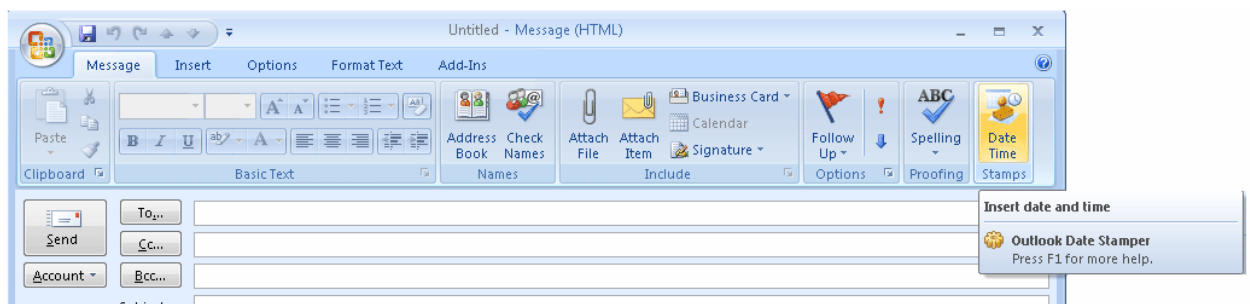 Untitled - Message (HTML)
Message Insert Options Format Text Add-Ins
Paste
Clipboard
B I U ab A
Basic Text
Address Book
Check Names
Names
Attach File
Attach Item
Business Card
Calendar
Signature
Include
Follow Up
Options
ABC
Spelling
Proofing
Date Time
Stamps
Insert date and time
Outlook Date Stamper
Press F1 for more help.
Send
Account
To...
Cc...
Bcc...